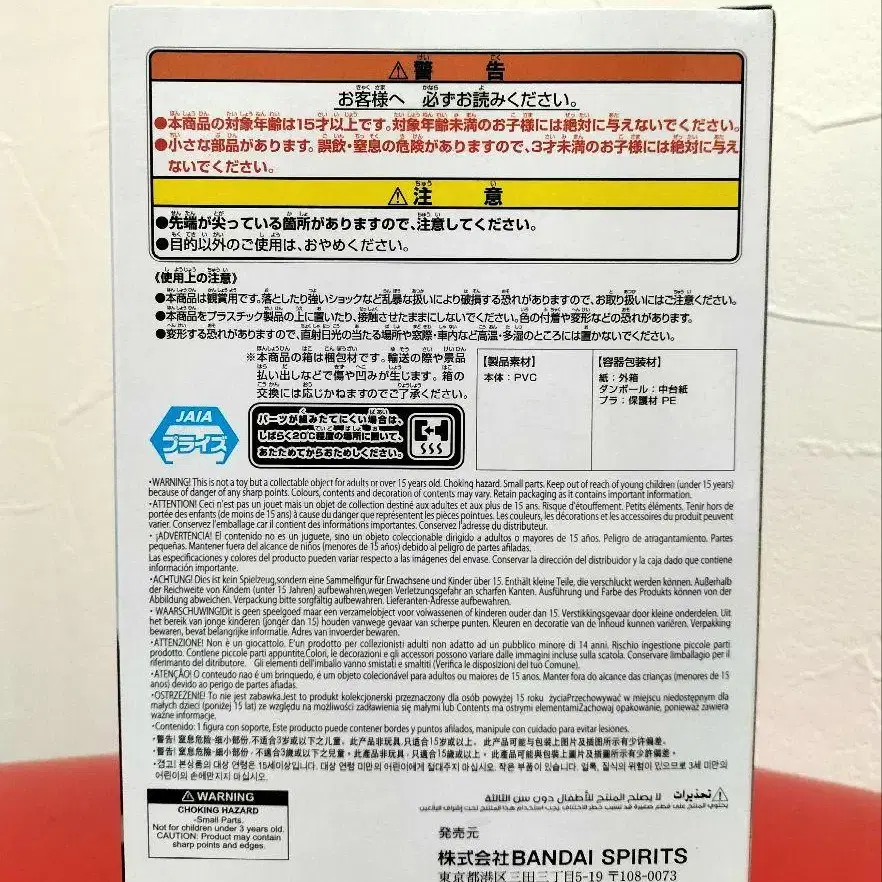 ⚠警告
お客様へ 必ずお読みください。
●本商品の対象年齢は15才以上です。対象年齢未満のお子様には絶対に与えないでください。
●小さな部品があります。誤飲・窒息の危険がありますので、3才未満のお子様には絶対に与え
ないでください。
⚠注意
●先端が尖っている箇所がありますので、注意してください。
●目的以外のご使用は、おやめください。
《使用上の注意》
●本商品は観賞用です。落としたり強いショックなど乱暴な扱いにより破損する恐れがありますので、お取り扱いにはご注意ください。
●本商品をプラスチック製品の上に置いたり、接触させたままにしないでください。色の付着や変形などの恐れがあります。
●変形する恐れがありますので、直射日光の当たる場所や窓際・車内など高温・多湿のところには置かないでください。
※本商品の箱は梱包材です。輸送の際や景品
払い出しなどで傷や凹みが生じます。箱の
交換には応じかねますのでご了承ください。
【製品素材】
本体:PVC
【容器包装材】
紙:外箱
ダンボール:中台紙
プラ:保護材 PE
JAIA
プライズ
パーツが組みたてにくい場合は、
しばらく20℃程度の場所に置いて、
あたためてからおためしください。
•WARNING! This is not a toy but a collectable object for adults or over 15 years old. Choking hazard. Small parts. Keep out of reach of young children (under 15 years)
because of danger of any sharp points. Colours, contents and decoration of contents may vary. Retain packaging as it contains important information.
•ATTENTION! Ceci n'est pas un jouet mais un objet de collection destiné aux adultes et aux plus de 15 ans. Risque d'étouffement. Petits éléments. Tenir hors de
portée des enfants (de moins de 15 ans) à cause du danger que représentent les pièces pointues. Les couleurs, les décorations et les accessoires du produit peuvent
varier. Conservez l'emballage car il contient des informations importantes. Conservez l'adresse du distributeur.
• ¡ADVERTENCIA! El contenido no es un juguete, sino un objeto coleccionable dirigido a adultos o mayores de 15 años. Peligro de atragantamiento. Partes
pequeñas. Mantener fuera del alcance de niños (menores de 15 años) debido al peligro de partes afiladas.
Las especificaciones y colores del producto pueden variar respecto a las imágenes del envase. Conservar la dirección del distribuidor y la caja dado que contiene
información importante.
•ACHTUNG! Dies ist kein Spielzeug,sondern eine Sammelfigur für Erwachsene und Kinder über 15. Enthält kleine Teile, die verschluckt werden können. Außerhalb
der Reichweite von Kindern (unter 15 Jahren) aufbewahren,wegen Verletzungsgefahr an scharfen Kanten. Ausführung und Farbe des Produkts können von der
Abbildung abweichen. Verpackung bitte sorgfältig aufbewahren. Lieferanten-Adresse aufbewahren.
• WAARSCHUWING!Dit is geen speelgoed maar een verzamelobject voor volwassenen of kinderen ouder dan 15. Verstikkingsgevaar door kleine onderdelen. Uit
het bereik van jonge kinderen (jonger dan 15) houden vanwege gevaar van scherpe punten. Kleuren en decoratie van de inhoud kunnen variëren. Verpakking
bewaren, bevat belangrijke informatie. Adres van invoerder bewaren.
•ATTENZIONE! Non è un giocattolo. E'un prodotto per collezionisti adulti non adatto ad un pubblico minore di 14 anni. Rischio ingestione piccole parti
prodotto. Contiene piccole parti appuntite.Colori, le decorazioni e gli accessori possono variare dalle immagini incluse sulla scatola. Conservare limballagio per il
riferimento del ditributore. Gli elementi dell'imballo vanno smistati e smaltiti (Verifica le disposizioni del tuo Comune).
•ATENÇÃO! O conteúdo nao é um brinquedo, é um objeto colecionável para adultos ou maiores de 15 anos. Manter fora do alcance das crianças (menores de 15
anos) devido ao perigo de partes afiladas.
•OSTRZEZENIE! To nie jest zabawka.Jest to produkt kolekcjonerski przeznaczony dla osób powyżej 15 roku życiaPrzechowywać w miejscu niedostępnym dla
małych dzieci (poniżej 15 lat) ze względu na możliwości zadławienia się małymi lub Contents ma ostrymi elementami.Zachowaj opakowanie, ponieważ zawiera
ważne informacje.
•Contenido: 1 figura con soporte, Este producto puede contener bordes y puntos afilados, manipule con cuidado para evitar lesiones.
•警告! 窒息危险·细小部份,不适合3岁或以下之儿童。此产品非玩具,只适合15岁或以上。 此产品可能与包装上图片及插图所示有少许偏差。
•警告! 窒息危險·細小部份,不適合3歲或以下之兒童。此產品非玩具,只適合15歲或以上。此產品可能與包裝上圖片及插圖所示有少許偏差。
•경고! 본상품의 대상 연령은 15세이상입니다. 대상 연령 미만의 어린이에게 절대주지 마십시오. 작은 부품이 있습니다. 잘못, 질식의 위험이 있으므로 3세 미만의
어린이의 손에만지지 마십시오.
⚠ WARNING
CHOKING HAZARD
-Small Parts.
Not for children under 3 years old.
CAUTION: Product may contain
sharp points and edges.
⚠ تحذيرات لا يصلح المنتج للأطفال دون سن الثالثة
発売元
株式会社BANDAI SPIRITS
東京都港区三田三丁目5-19 〒108-0073